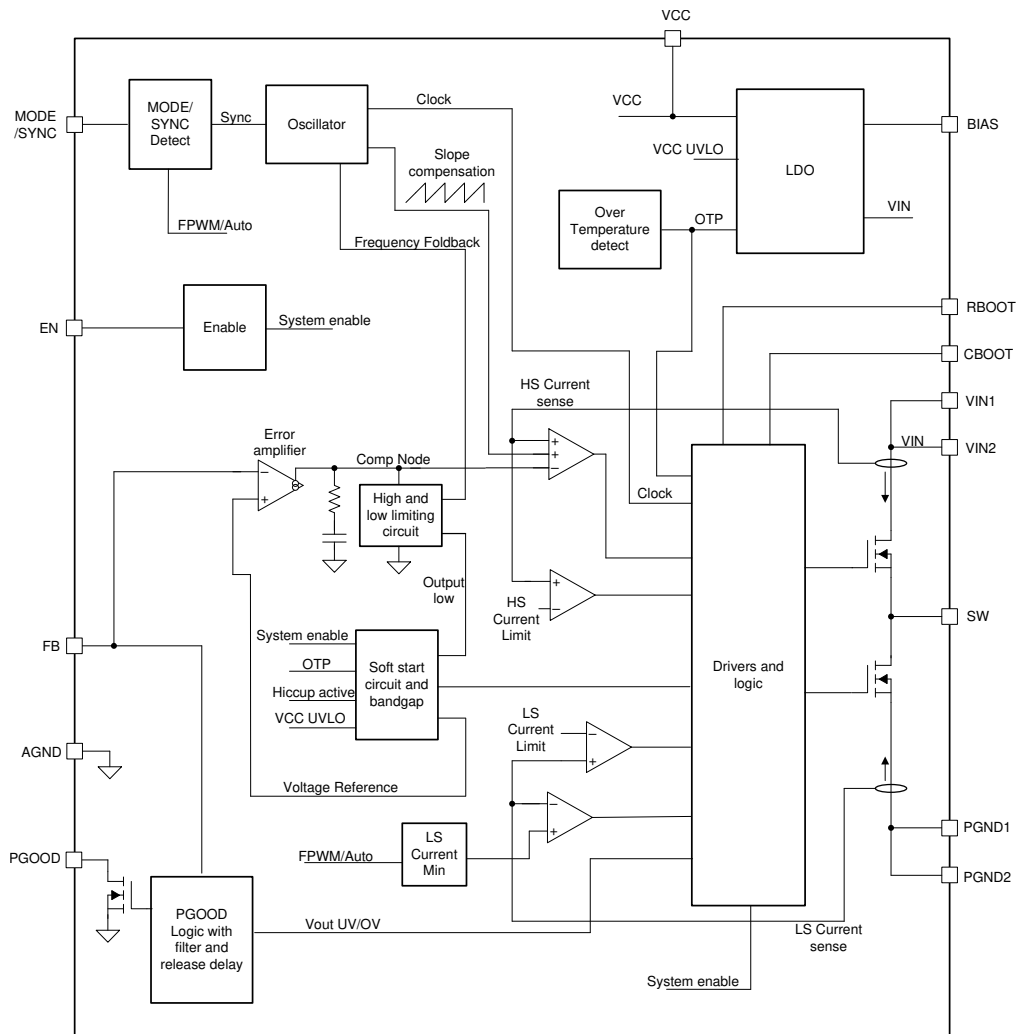 VCC
MODE
/SYNC
MODE/
SYNC
Detect
Sync
Oscillator
Clock
Slope
compensation
FPWM/Auto
Frequency Foldback
VCC
VCC UVLO
LDO
BIAS
VIN
Over
Temperature
detect
OTP
EN
Enable
System enable
RBOOT
CBOOT
VIN1
VIN
VIN2
HS Current
sense
Error
amplifier
Comp Node
High and
low limiting
circuit
Clock
Output
low
HS
Current
Limit
SW
FB
System enable
OTP
Hiccup active
VCC UVLO
Soft start
circuit and
bandgap
Drivers and
logic
LS
Current
Limit
AGND
Voltage Reference
PGOOD
FPWM/Auto
LS
Current
Min
PGND1
PGND2
PGOOD
Logic with
filter and
release delay
Vout UV/OV
LS Current
sense
System enable